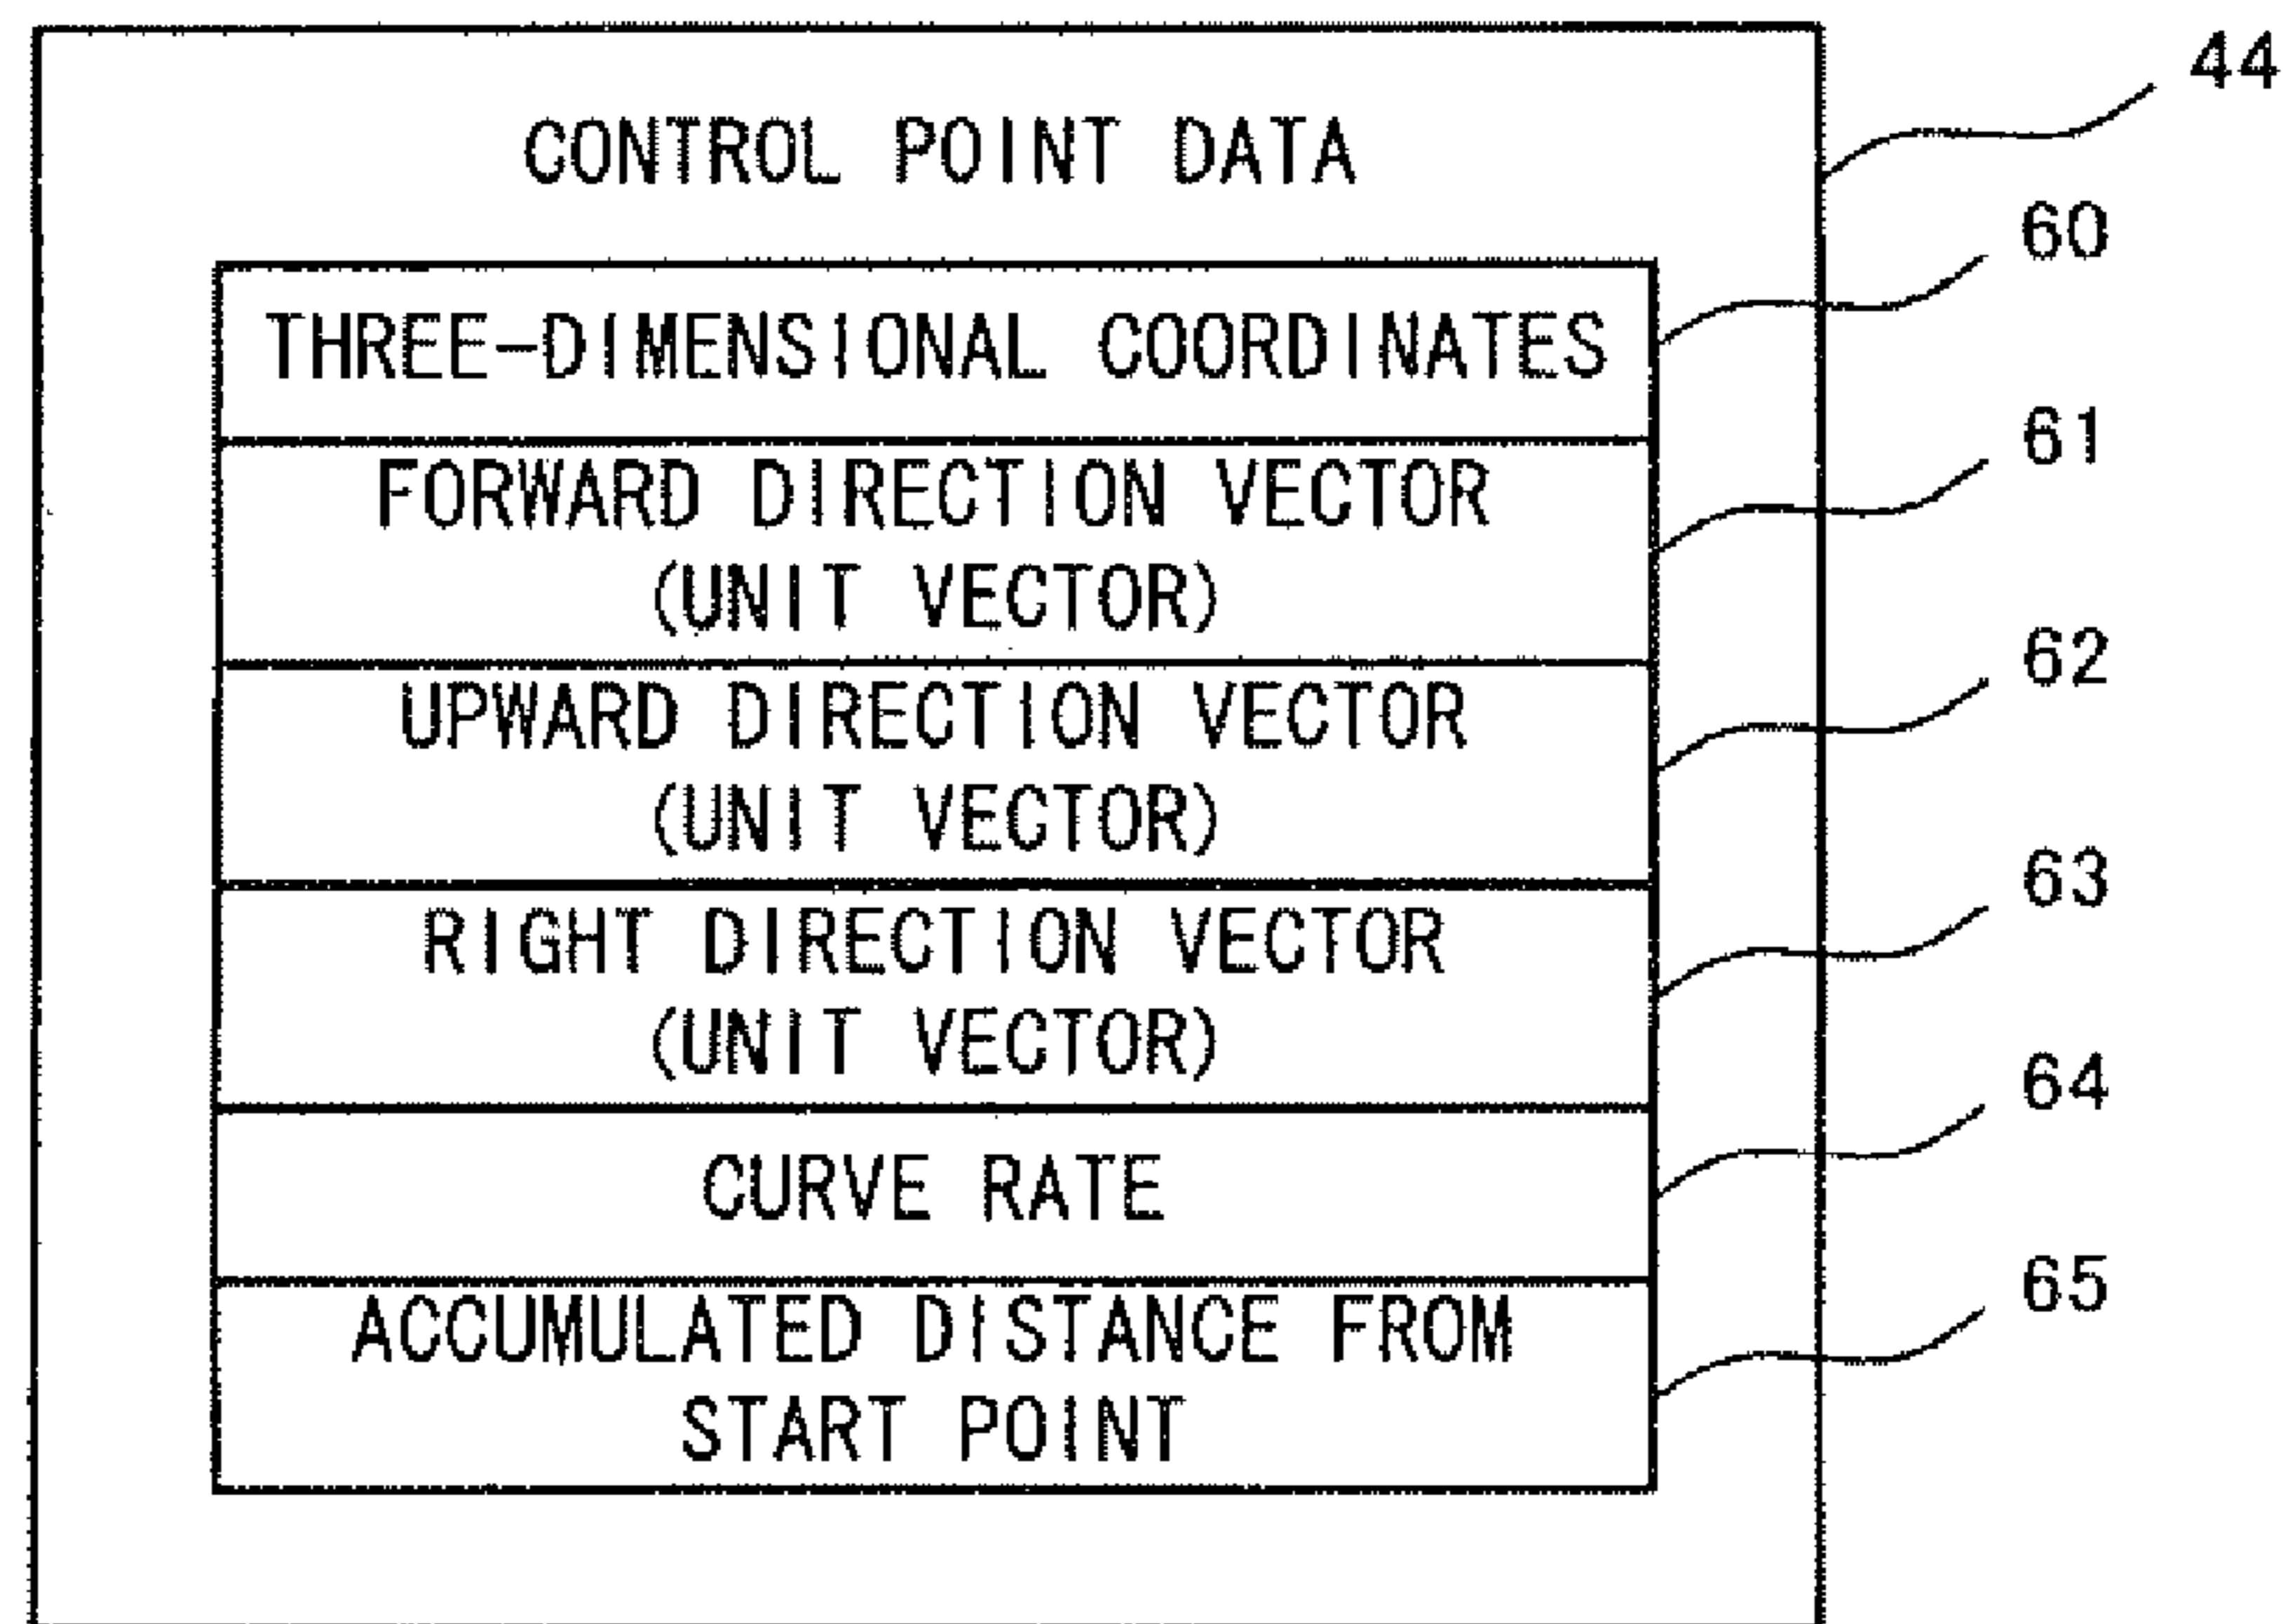 44
CONTROL POINT DATA
60
THREE-DIMENSIONAL COORDINATES
61
FORWARD DIRECTION VECTOR
(UNIT VECTOR)
62
UPWARD DIRECTION VECTOR
(UNIT VECTOR)
63
RIGHT DIRECTION VECTOR
(UNIT VECTOR)
64
CURVE RATE
65
ACCUMULATED DISTANCE FROM
START POINT